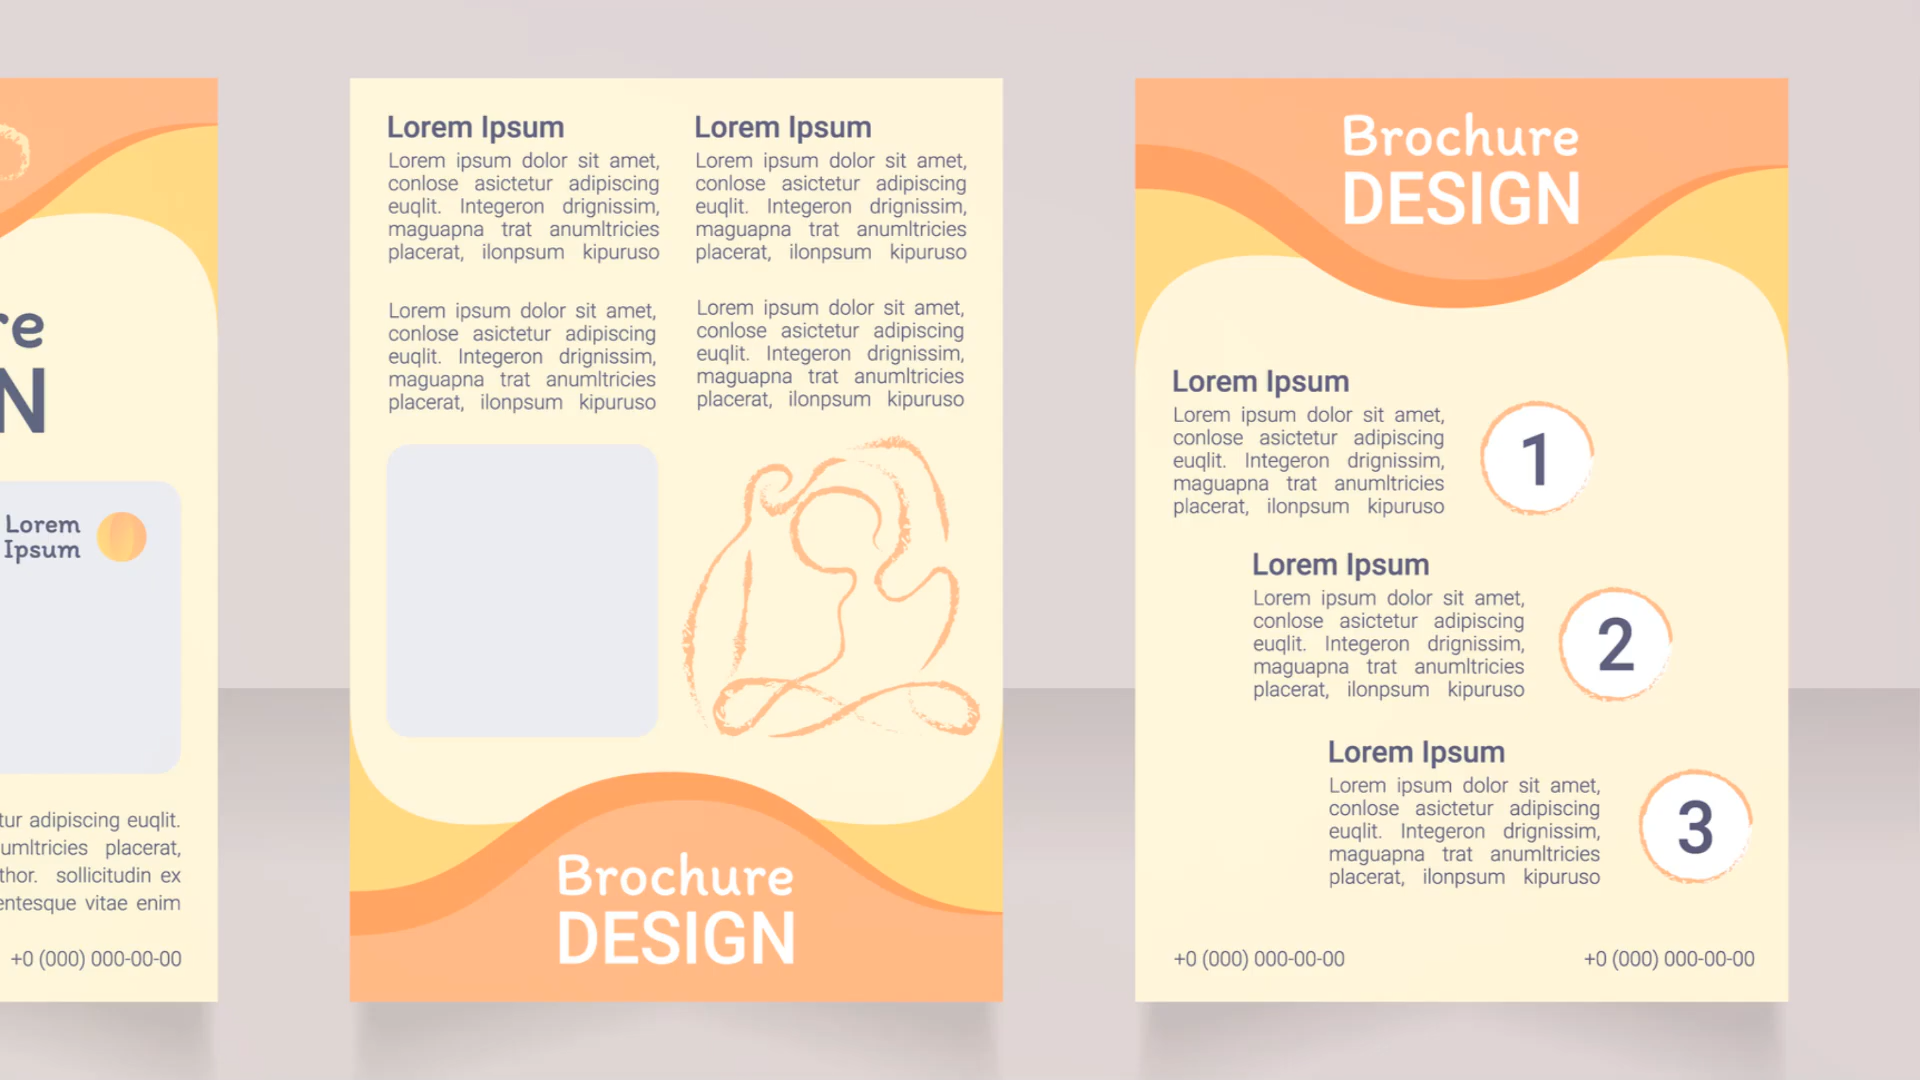 re
N
Lorem
Ipsum
tur adipiscing euqlit.
umltricies placerat,
thor. sollicitudin ex
entesque vitae enim
+0 (000) 000-00-00
Lorem Ipsum
Lorem ipsum dolor sit amet,
conlose asictetur adipiscing
euqlit. Integeron drignissim,
maguapna trat anumltricies
placerat, ilonpsum kipuruso
Lorem ipsum dolor sit amet,
conlose asictetur adipiscing
euqlit. Integeron drignissim,
maguapna trat anumltricies
placerat, ilonpsum kipuruso
Lorem Ipsum
Lorem ipsum dolor sit amet,
conlose asictetur adipiscing
euqlit. Integeron drignissim,
maguapna trat anumltricies
placerat, ilonpsum kipuruso
Lorem ipsum dolor sit amet,
conlose asictetur adipiscing
euqlit. Integeron drignissim,
maguapna trat anumltricies
placerat, ilonpsum kipuruso
Brochure
DESIGN
Brochure
DESIGN
Lorem Ipsum
Lorem ipsum dolor sit amet,
conlose asictetur adipiscing
euqlit. Integeron drignissim,
maguapna trat anumltricies
placerat, ilonpsum kipuruso
1
Lorem Ipsum
Lorem ipsum dolor sit amet,
conlose asictetur adipiscing
euqlit. Integeron drignissim,
maguapna trat anumltricies
placerat, ilonpsum kipuruso
2
Lorem Ipsum
Lorem ipsum dolor sit amet,
conlose asictetur adipiscing
euqlit. Integeron drignissim,
maguapna trat anumltricies
placerat, ilonpsum kipuruso
3
+0 (000) 000-00-00
+0 (000) 000-00-00